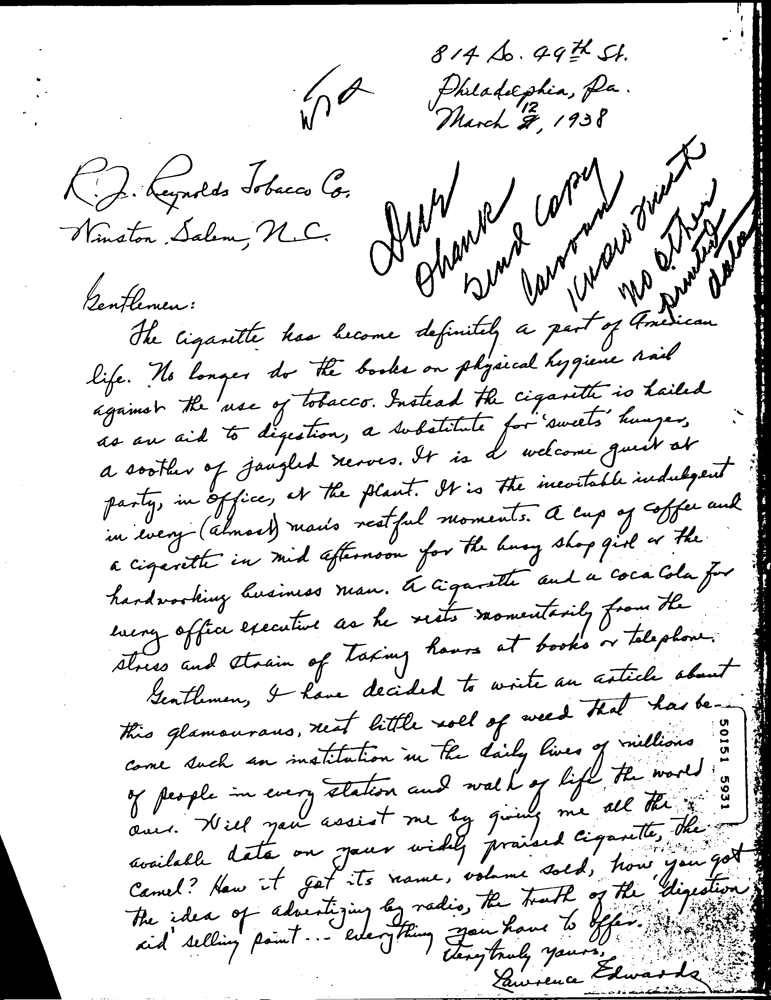 814 So. 49th St.
Philadelphia, Pa.
March 12, 1938
R. J. Reynolds Tobacco Co.
Winston Salem, N.C.
Thank
Send Copy
Know
No other
printed
data
Gentlemen:
The cigarette has become definitely a part of American
life. No longer do the books on physical hygiene rail
against the use of tobacco. Instead the cigarette is hailed
as an aid to digestion, a substitute for 'sweets' hunger,
a soother of jangled nerves. It is a welcome guest at
party, in office, at the plant. It is the inevitable indulgent
in every (almost) man's restful moments. A cup of coffee and
a cigarette in mid afternoon for the busy shop girl or the
hardworking business man. A cigarette and a coca cola for
every office executive as he rests momentarily from the
stress and strain of taxing hours at books or telephone.
Gentlemen, I have decided to write an article about
this glamourous, neat little roll of weed that has be-
come such an institution in the daily lives of millions
of people in every station and walk of life, the world
over. Will you assist me by giving me all the
available data on your widely praised cigarette, the
Camel? How it got its name, volume sold, how you got
the idea of advertizing by radio, the truth of the 'digestion
aid' selling point... everything you have to offer.
Very truly yours,
Lawrence Edwards
50151 5931